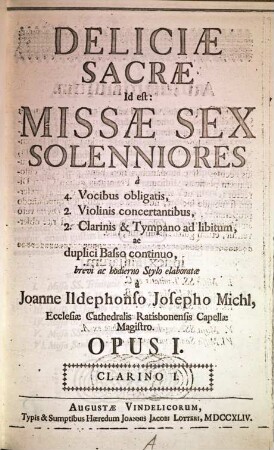 DELICIÆ
SACRÆ
Id est:
MISSÆ SEX
SOLENNIORES
à
4. Vocibus obligatis,
2. Violinis concertantibus,
2. Clarinis & Tympano ad libitum,
ac
duplici Basso continuo,
brevi ac hodierno Stylo elaboratæ
à
Joanne Ildephonso Josepho Michl,
Ecclesiæ Cathedralis Ratisbonensis Capellæ
Magistro.
OPUS I.
CLARINO I.
AUGUSTÆ VINDELICORUM,
Typis & Sumptibus Hæredum JOANNIS JACOBI LOTTERI, MDCCXLIV.
A